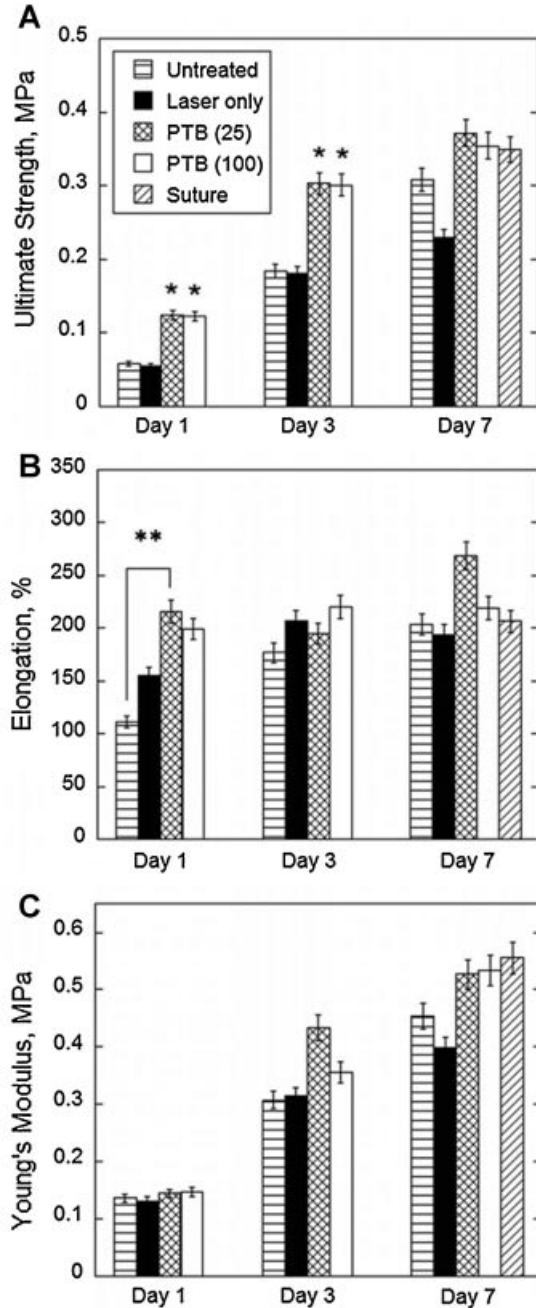 A
Ultimate Strength, MPa
0.5
0.4
0.3
0.2
0.1
0
Untreated
Laser only
PTB (25)
PTB (100)
Suture
* *
* *
Day 1 Day 3 Day 7
B
Elongation, %
350
300
250
200
150
100
50
0
**
Day 1 Day 3 Day 7
C
Young's Modulus, MPa
0.6
0.5
0.4
0.3
0.2
0.1
0
Day 1 Day 3 Day 7